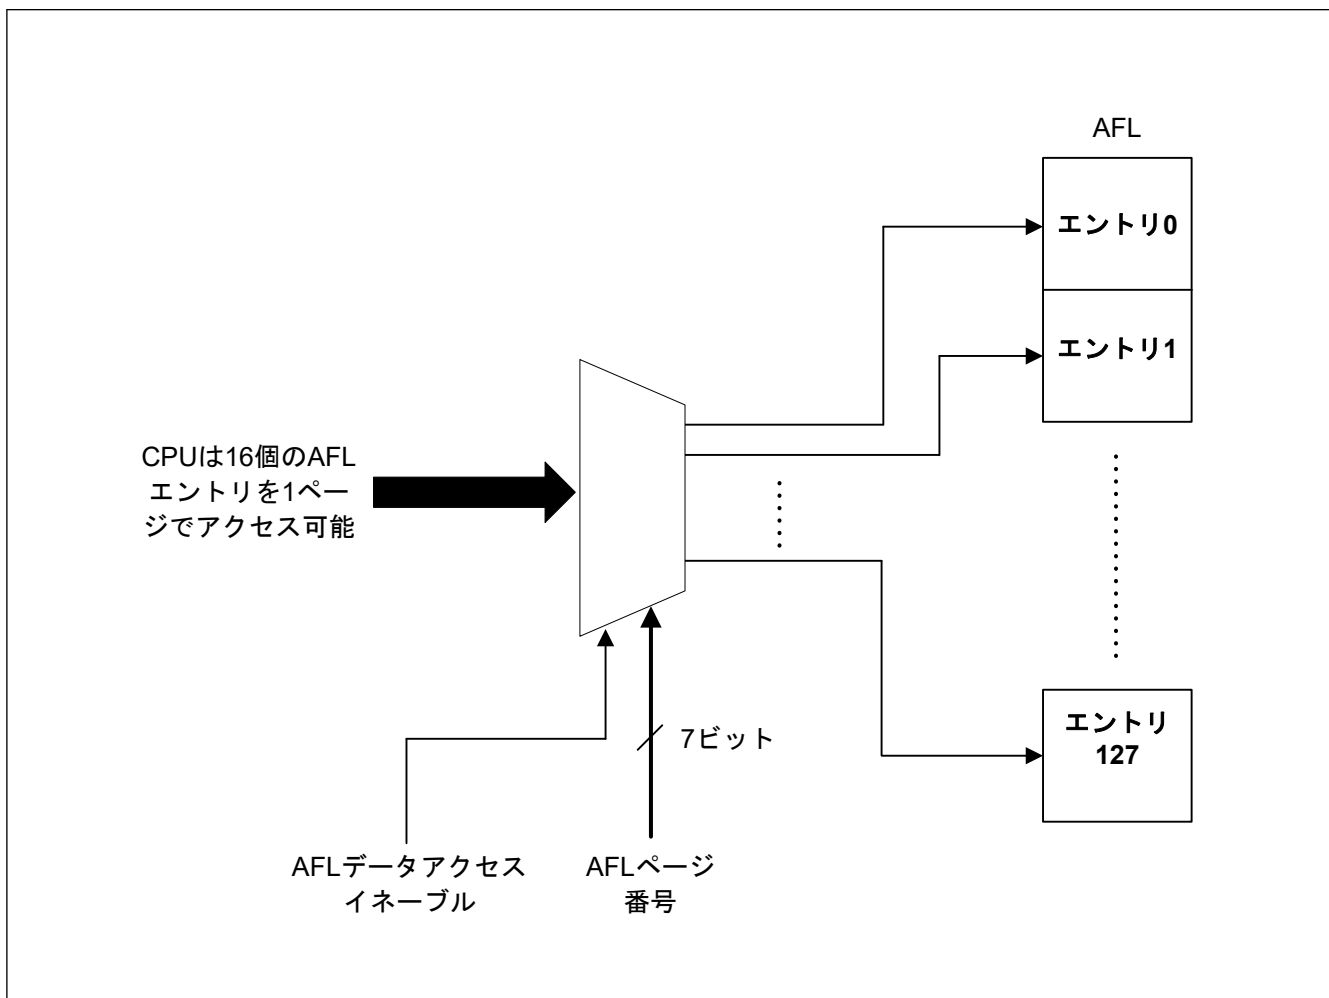 AFL
エントリ0
エントリ1
CPUは16個のAFL
エントリを1ペー
ジでアクセス可能
エントリ
127
7ビット
AFLデータアクセス
イネーブル
AFLページ
番号